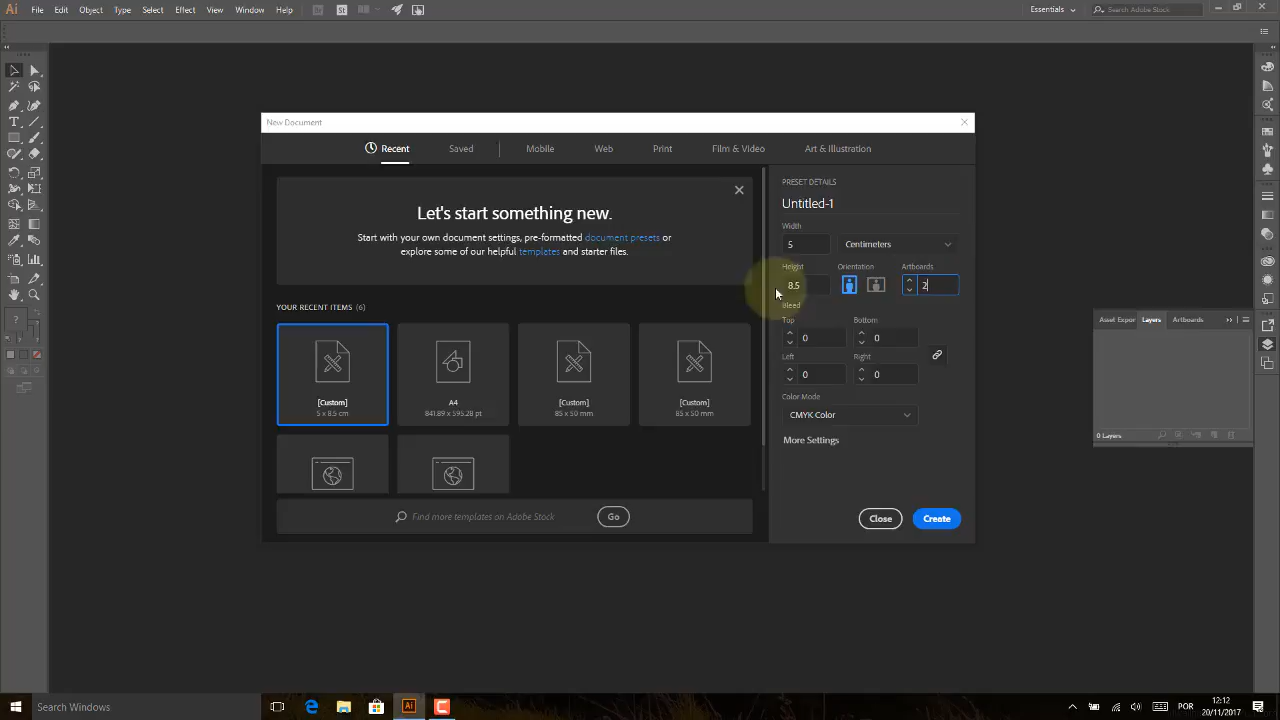 Ai File Edit Object Type Select Effect View Window Help Br St Essentials Search Adobe Stock
New Document
Recent Saved Mobile Web Print Film & Video Art & Illustration
Let's start something new.
Start with your own document settings, pre-formatted document presets or
explore some of our helpful templates and starter files.
YOUR RECENT ITEMS (6)
[Custom]
5 x 8.5 cm
A4
841.89 x 595.28 pt
[Custom]
85 x 50 mm
[Custom]
85 x 50 mm
Find more templates on Adobe Stock Go
PRESET DETAILS
Untitled-1
Width
5 Centimeters
Height Orientation Artboards
8.5 2
Bleed
Top Bottom
0 0
Left Right
0 0
Color Mode
CMYK Color
More Settings
Close Create
?
Asset Expor Layers Artboards
0 Layers
Search Windows Ai POR 12:12
20/11/2017